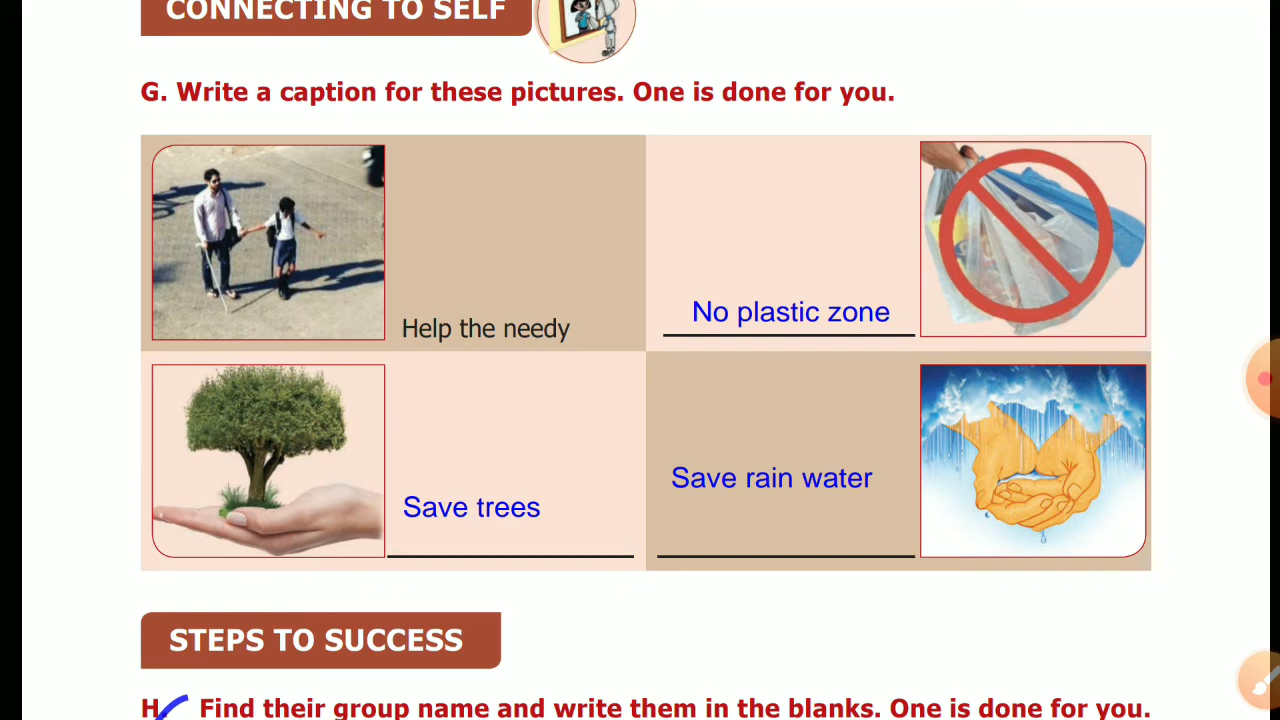 CONNECTING TO SELF
G. Write a caption for these pictures. One is done for you.
Help the needy
No plastic zone
Save trees
Save rain water
STEPS TO SUCCESS
H Find their group name and write them in the blanks. One is done for you.